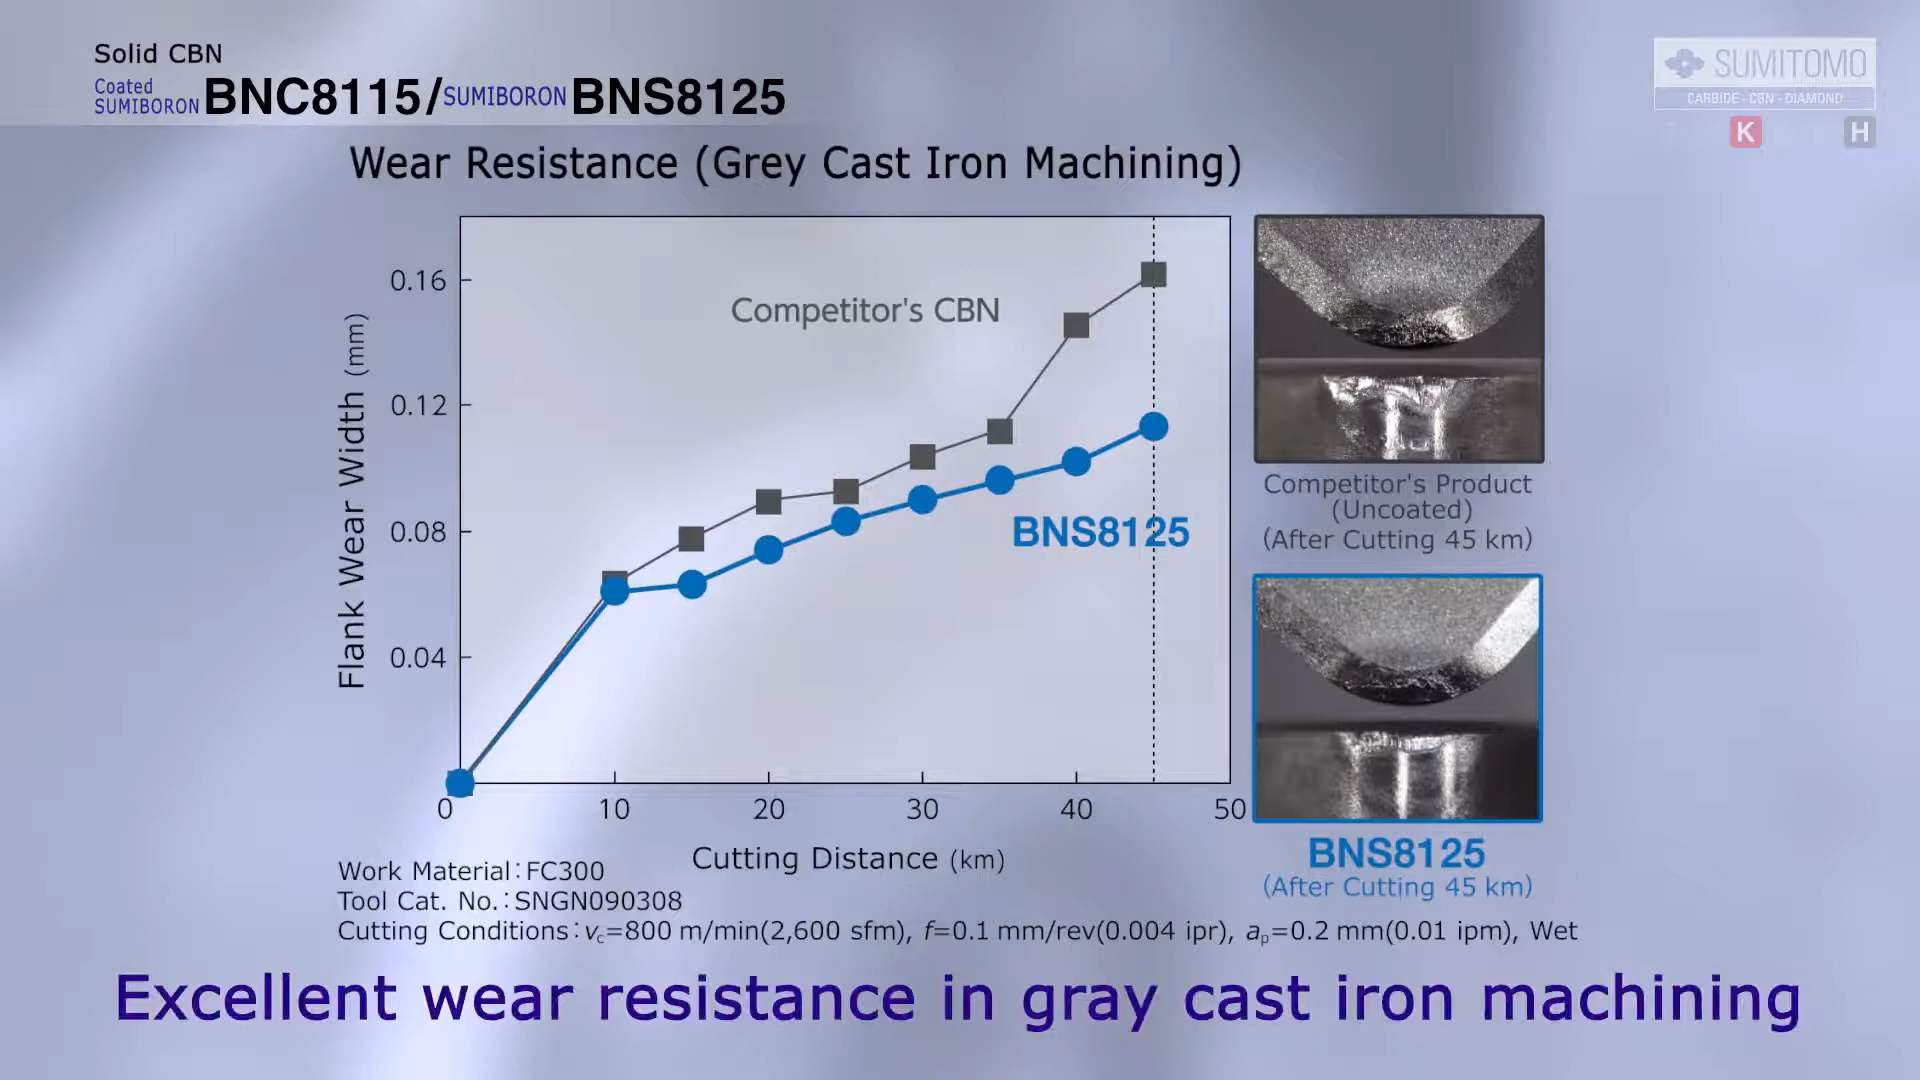 Solid CBN
Coated SUMIBORON BNC8115/SUMIBORON BNS8125
SUMITOMO
CARBIDE - CBN - DIAMOND
K H
Wear Resistance (Grey Cast Iron Machining)
Flank Wear Width (mm)
0.16
0.12
0.08
0.04
Competitor's CBN
BNS8125
0 10 20 30 40 50
Cutting Distance (km)
Competitor's Product
(Uncoated)
(After Cutting 45 km)
BNS8125
(After Cutting 45 km)
Work Material:FC300
Tool Cat. No.:SNGN090308
Cutting Conditions:vc=800 m/min(2,600 sfm), f=0.1 mm/rev(0.004 ipr), ap=0.2 mm(0.01 ipm), Wet
Excellent wear resistance in gray cast iron machining